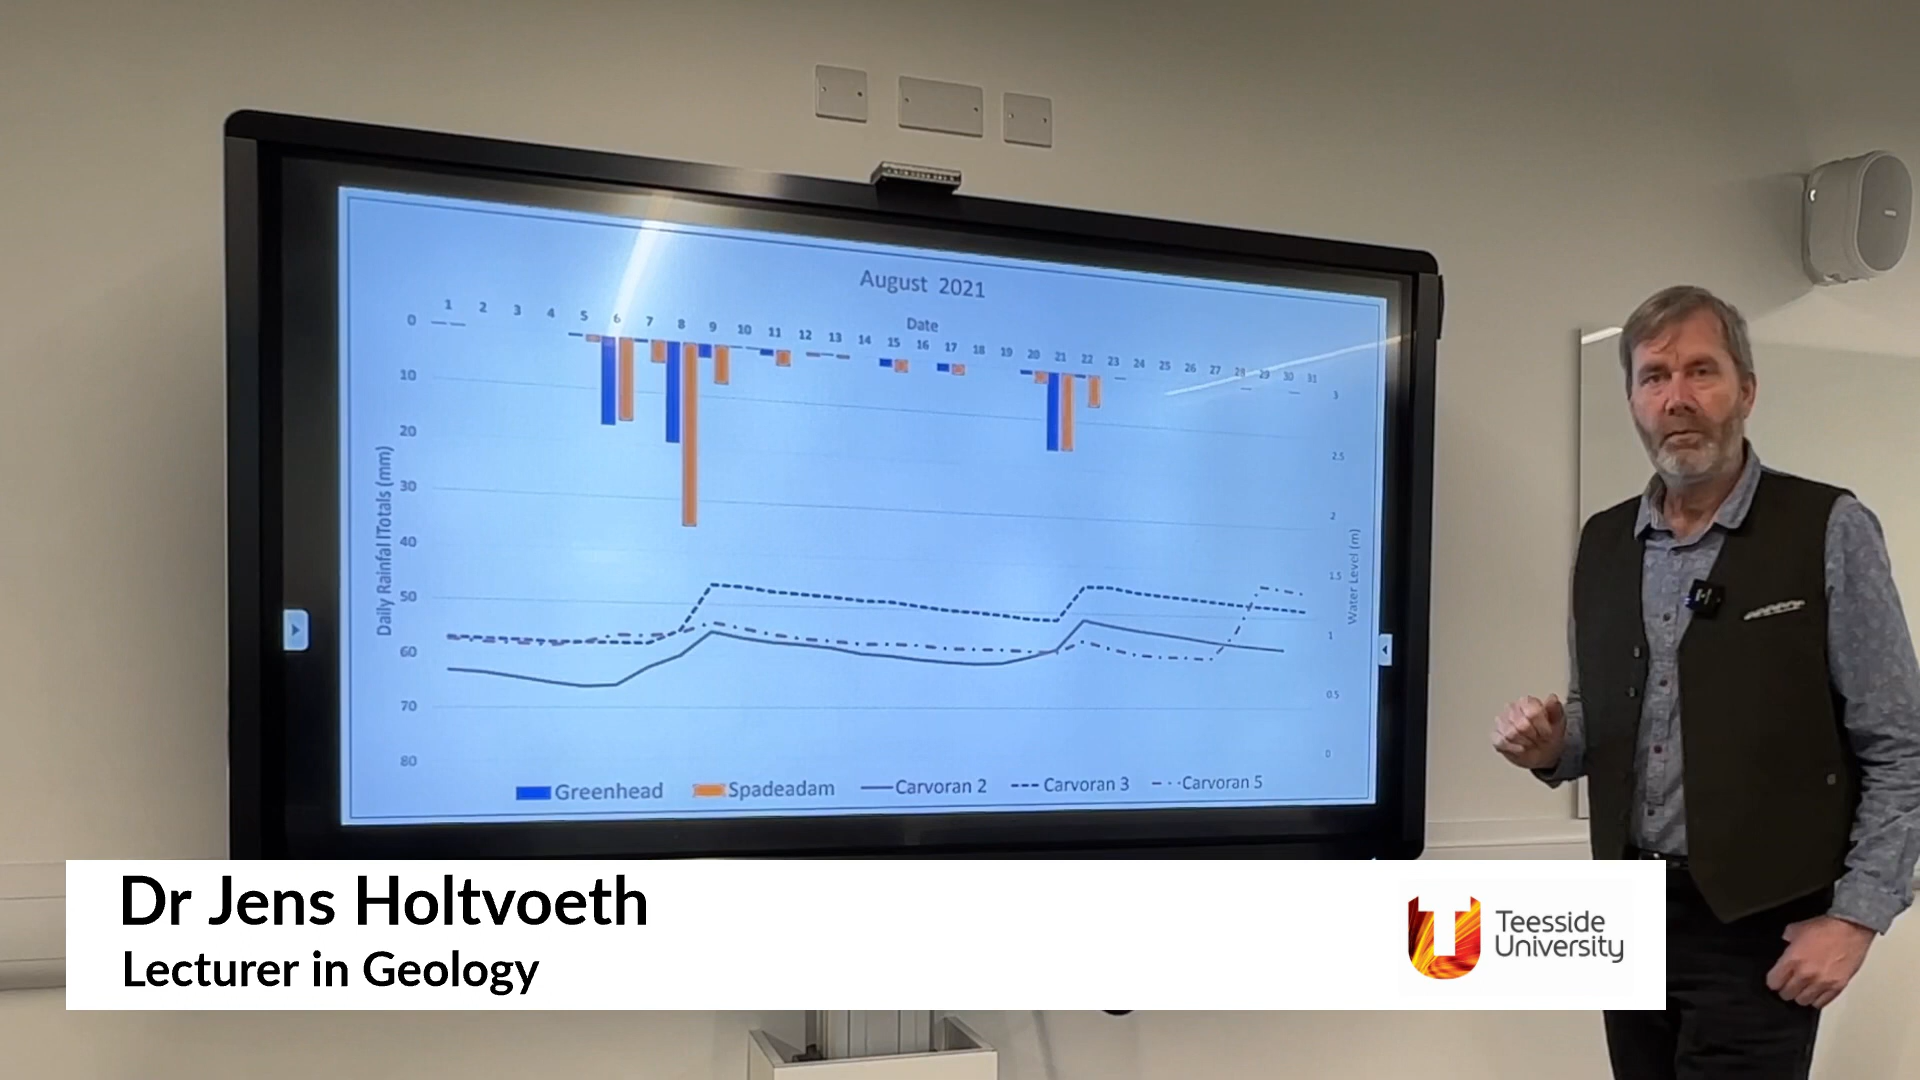 August 2021
Date
1 2 3 4 5 6 7 8 9 10 11 12 13 14 15 16 17 18 19 20 21 22 23 24 25 26 27 28 29 30 31
0
10
20
30
40
50
60
70
80
Daily Rainfal lTotals (mm)
3
2.5
2
1.5
1
0.5
0
Water Level (m)
Greenhead Spadeadam Carvoran 2 Carvoran 3 Carvoran 5
Dr Jens Holtvoeth
Lecturer in Geology
Teesside
University